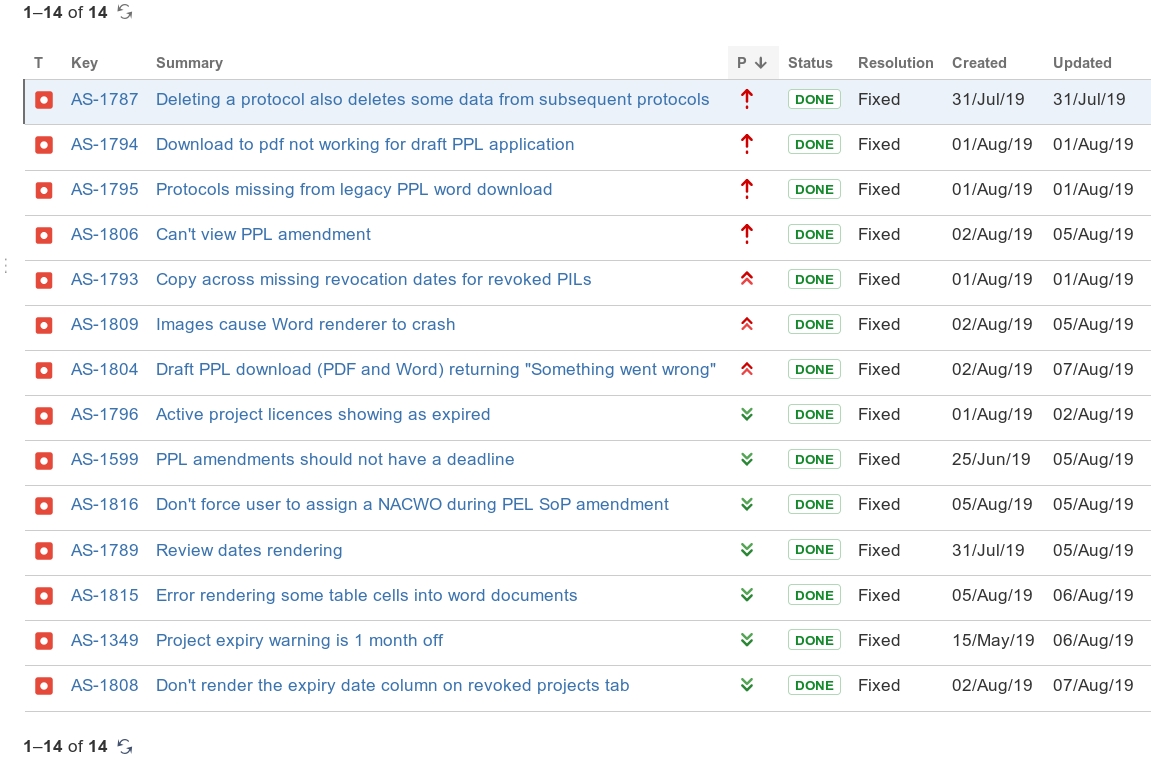 1–14 of 14
T Key Summary P Status Resolution Created Updated
AS-1787 Deleting a protocol also deletes some data from subsequent protocols DONE Fixed 31/Jul/19 31/Jul/19
AS-1794 Download to pdf not working for draft PPL application DONE Fixed 01/Aug/19 01/Aug/19
AS-1795 Protocols missing from legacy PPL word download DONE Fixed 01/Aug/19 01/Aug/19
AS-1806 Can't view PPL amendment DONE Fixed 02/Aug/19 05/Aug/19
AS-1793 Copy across missing revocation dates for revoked PILs DONE Fixed 01/Aug/19 01/Aug/19
AS-1809 Images cause Word renderer to crash DONE Fixed 02/Aug/19 05/Aug/19
AS-1804 Draft PPL download (PDF and Word) returning "Something went wrong" DONE Fixed 02/Aug/19 07/Aug/19
AS-1796 Active project licences showing as expired DONE Fixed 01/Aug/19 02/Aug/19
AS-1599 PPL amendments should not have a deadline DONE Fixed 25/Jun/19 05/Aug/19
AS-1816 Don't force user to assign a NACWO during PEL SoP amendment DONE Fixed 05/Aug/19 05/Aug/19
AS-1789 Review dates rendering DONE Fixed 31/Jul/19 05/Aug/19
AS-1815 Error rendering some table cells into word documents DONE Fixed 05/Aug/19 06/Aug/19
AS-1349 Project expiry warning is 1 month off DONE Fixed 15/May/19 06/Aug/19
AS-1808 Don't render the expiry date column on revoked projects tab DONE Fixed 02/Aug/19 07/Aug/19
1–14 of 14